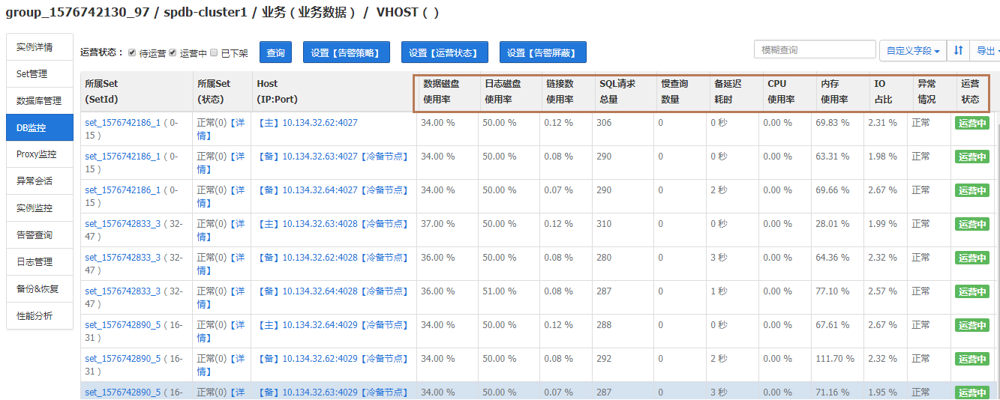 group_1576742130_97 / spdb-cluster1 / 业务 ( 业务数据 ) / VHOST ( )
实例详情
Set管理
数据库管理
DB监控
Proxy监控
异常会话
实例监控
告警查询
日志管理
备份&恢复
性能分析
运营状态： 待运营 运营中 已下架 查询 设置【告警策略】 设置【运营状态】 设置【告警屏蔽】 模糊查询 自定义字段 导出
所属Set (SetId) 所属Set (状态) Host (IP:Port) 数据磁盘 使用率 日志磁盘 使用率 链接数 使用率 SQL请求 总量 慢查询 数量 备延迟 耗时 CPU 使用率 内存 使用率 IO 占比 异常 情况 运营 状态
set_1576742186_1 ( 0-15 ) 正常(0)【详情】 【主】10.134.32.62:4027 34.00 % 50.00 % 0.12 % 306 0 0 秒 0.00 % 69.83 % 2.31 % 正常 运营中
set_1576742186_1 ( 0-15 ) 正常(0)【详情】 【备】10.134.32.63:4027【冷备节点】 34.00 % 50.00 % 0.08 % 290 0 0 秒 0.00 % 63.31 % 1.98 % 正常 运营中
set_1576742186_1 ( 0-15 ) 正常(0)【详情】 【备】10.134.32.64:4027【冷备节点】 34.00 % 50.00 % 0.07 % 290 0 2 秒 0.00 % 69.66 % 2.67 % 正常 运营中
set_1576742833_3 ( 32-47 ) 正常(0)【详情】 【主】10.134.32.63:4028【冷备节点】 37.00 % 50.00 % 0.12 % 310 0 0 秒 0.00 % 28.01 % 1.99 % 正常 运营中
set_1576742833_3 ( 32-47 ) 正常(0)【详情】 【备】10.134.32.62:4028【冷备节点】 36.00 % 50.00 % 0.08 % 280 0 3 秒 0.00 % 64.36 % 2.32 % 正常 运营中
set_1576742833_3 ( 32-47 ) 正常(0)【详情】 【备】10.134.32.64:4028【冷备节点】 36.00 % 51.00 % 0.08 % 287 0 1 秒 0.00 % 77.10 % 2.57 % 正常 运营中
set_1576742890_5 ( 16-31 ) 正常(0)【详情】 【主】10.134.32.64:4029【冷备节点】 34.00 % 50.00 % 0.12 % 288 0 0 秒 0.00 % 67.61 % 2.67 % 正常 运营中
set_1576742890_5 ( 16-31 ) 正常(0)【详情】 【备】10.134.32.62:4029【冷备节点】 34.00 % 50.00 % 0.08 % 292 0 2 秒 0.00 % 111.70 % 2.32 % 正常 运营中
set_1576742890_5 ( 16- 正常(0)【详 【备】10.134.32.63:4029【冷备节点】 34.00 % 50.00 % 0.07 % 287 0 3 秒 0.00 % 71.16 % 1.95 % 正常 运营中